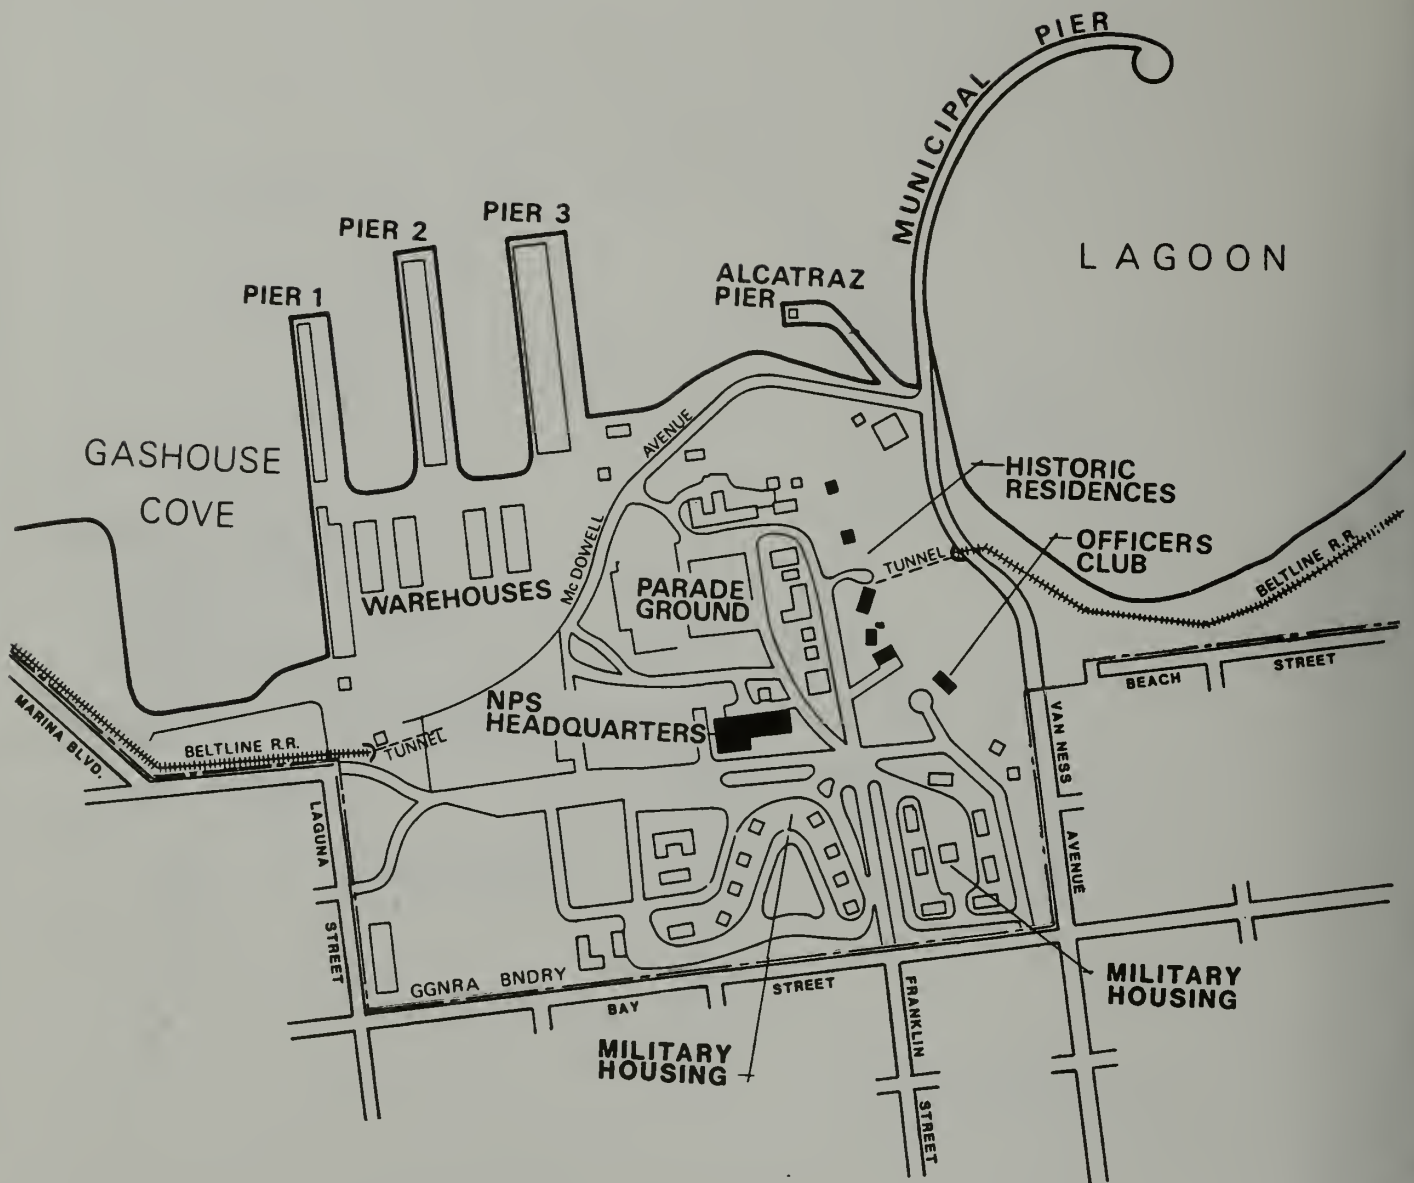 MUNICIPAL PIER
LAGOON
PIER 3
PIER 2
PIER 1
ALCATRAZ
PIER
GASHOUSE
COVE
AVENUE
McDOWELL
HISTORIC
RESIDENCES
OFFICERS
CLUB
TUNNEL
BELTLINE R.R.
WAREHOUSES
PARADE
GROUND
BEACH
STREET
NPS
HEADQUARTERS
MARINA BLVD.
BELTLINE R.R.
TUNNEL
VAN NESS
AVENUE
LAGUNA
STREET
GGNRA BNDRY
BAY
STREET
FRANKLIN
STREET
MILITARY
HOUSING
MILITARY
HOUSING